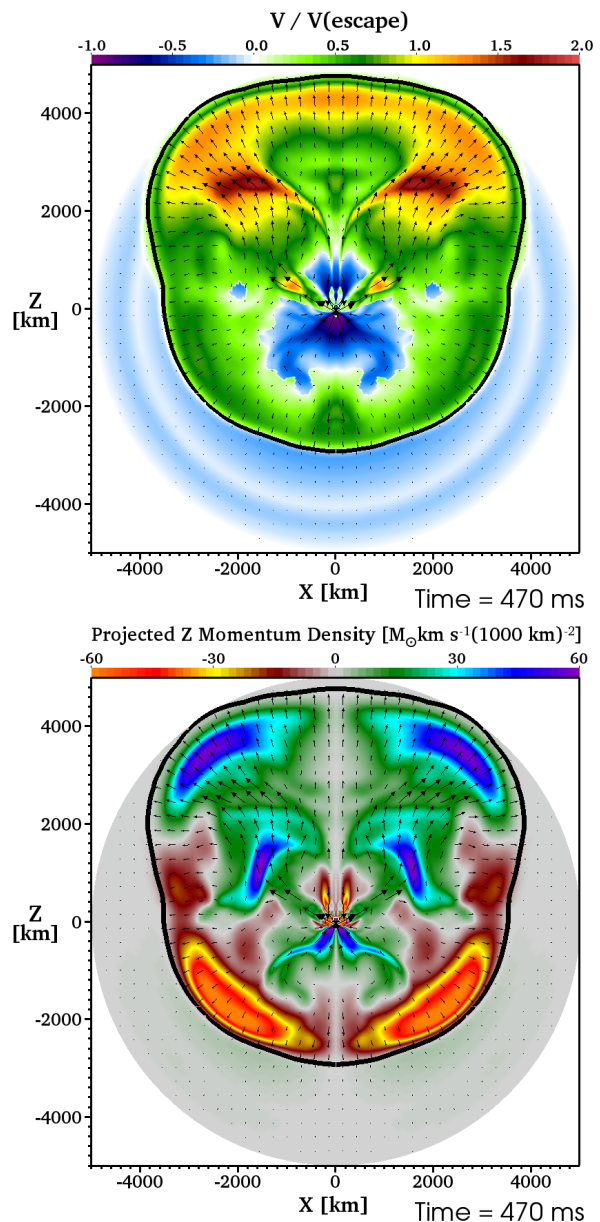 V / V(escape)
-1.0 -0.5 0.0 0.5 1.0 1.5 2.0
4000
2000
Z
[km]
0
-2000
-4000
-4000 -2000 0 2000 4000
X [km]
Time = 470 ms
Projected Z Momentum Density [M⊙km s⁻¹(1000 km)⁻²]
-60 -30 0 30 60
4000
2000
Z
[km]
0
-2000
-4000
-4000 -2000 0 2000 4000
X [km]
Time = 470 ms